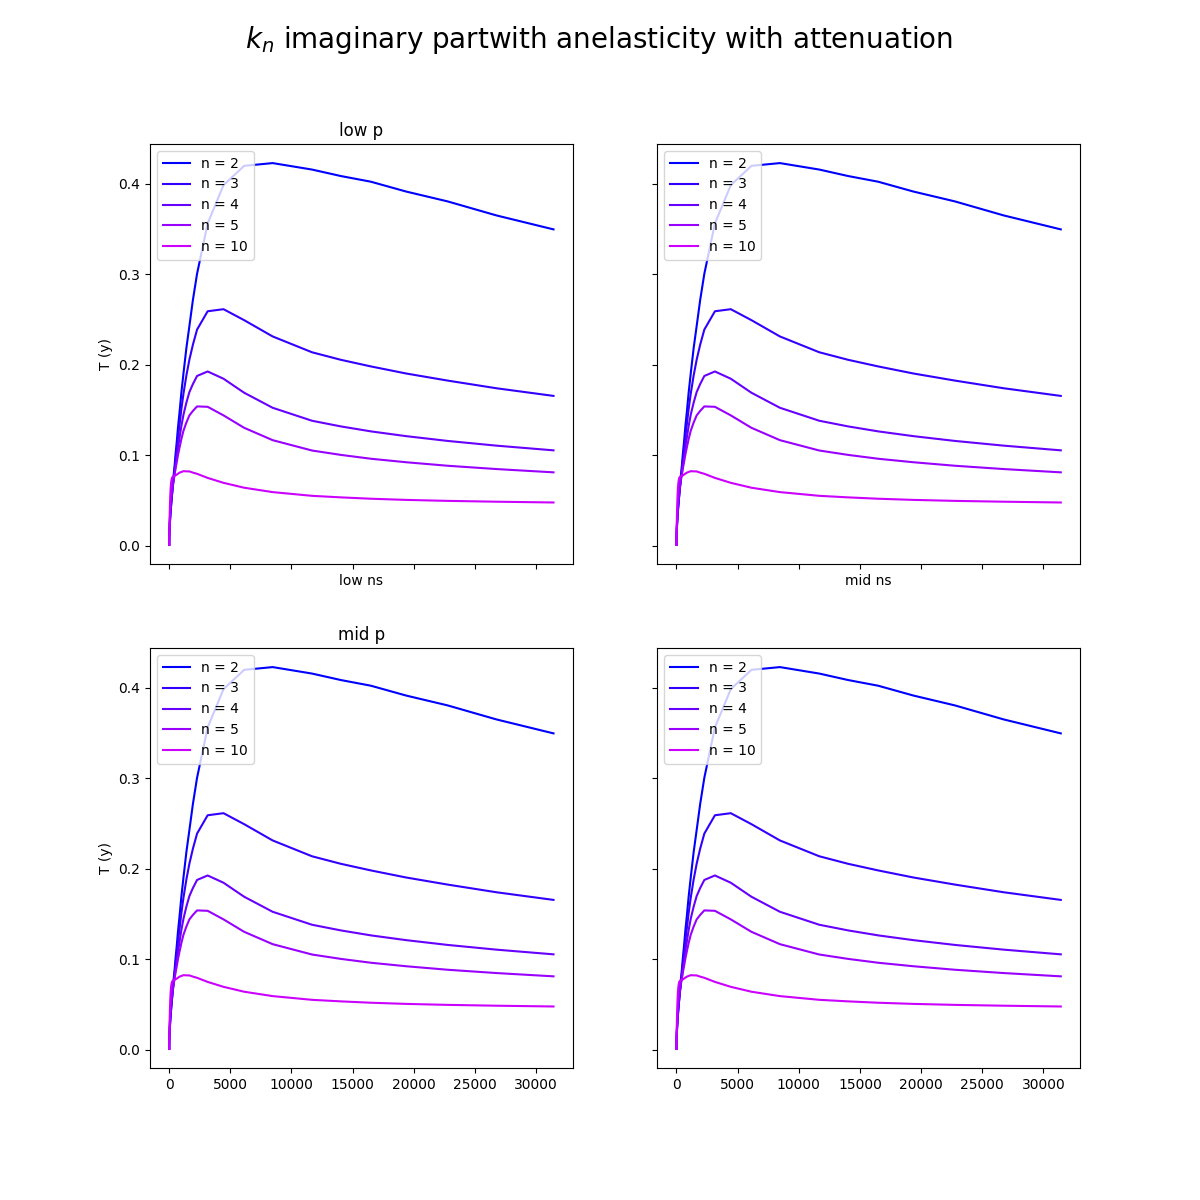 k_n imaginary partwith anelasticity with attenuation
low p
n = 2
n = 3
n = 4
n = 5
n = 10
0.4
0.3
0.2
0.1
0.0
T (y)
low ns
n = 2
n = 3
n = 4
n = 5
n = 10
mid ns
mid p
n = 2
n = 3
n = 4
n = 5
n = 10
0.4
0.3
0.2
0.1
0.0
T (y)
0 5000 10000 15000 20000 25000 30000
n = 2
n = 3
n = 4
n = 5
n = 10
0 5000 10000 15000 20000 25000 30000